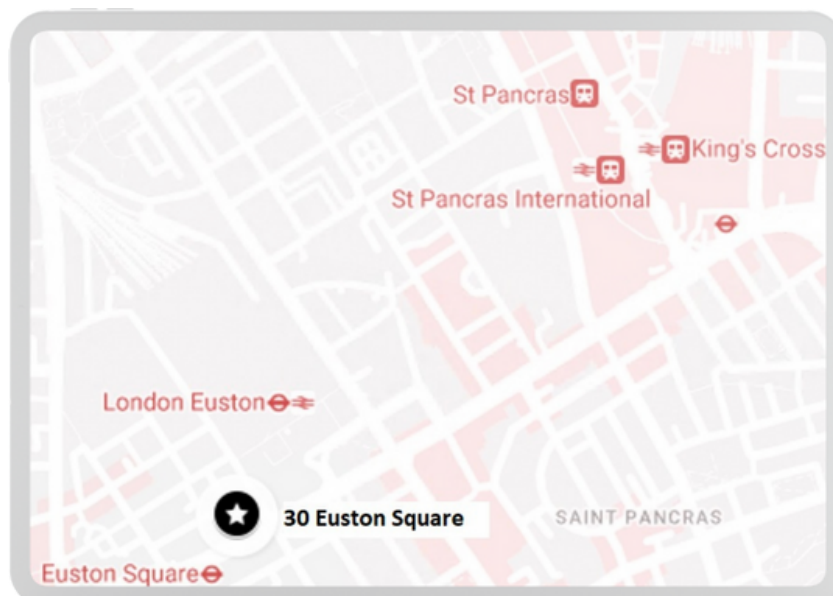 St Pancras
King's Cross
St Pancras International
London Euston
30 Euston Square
SAINT PANCRAS
Euston Square